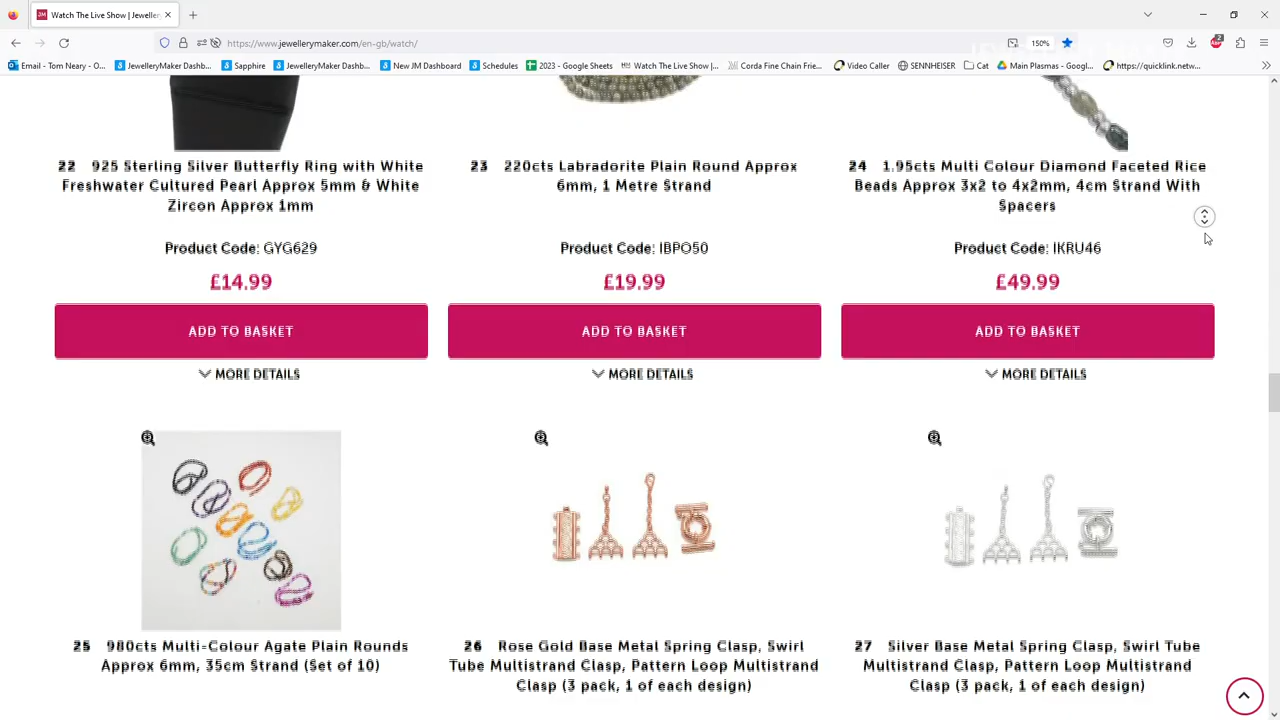 Watch The Live Show | Jeweller
https://www.jewellerymaker.com/en-gb/watch/
150%
2
Email - Tom Neary - O...
JewelleryMaker Dashb...
Sapphire
JewelleryMaker Dashb...
New JM Dashboard
Schedules
2023 - Google Sheets
Watch The Live Show |...
Corda Fine Chain Frie...
Video Caller
SENNHEISER
Cat
Main Plasmas - Googl...
https://quicklink.netw...
22 925 Sterling Silver Butterfly Ring with White
Freshwater Cultured Pearl Approx 5mm & White
Zircon Approx 1mm
Product Code: GYG629
£14.99
ADD TO BASKET
MORE DETAILS
23 220cts Labradorite Plain Round Approx
6mm, 1 Metre Strand
Product Code: IBPO50
£19.99
ADD TO BASKET
MORE DETAILS
24 1.95cts Multi Colour Diamond Faceted Rice
Beads Approx 3x2 to 4x2mm, 4cm Strand With
Spacers
Product Code: IKRU46
£49.99
ADD TO BASKET
MORE DETAILS
25 980cts Multi-Colour Agate Plain Rounds
Approx 6mm, 35cm Strand (Set of 10)
26 Rose Gold Base Metal Spring Clasp, Swirl
Tube Multistrand Clasp, Pattern Loop Multistrand
Clasp (3 pack, 1 of each design)
27 Silver Base Metal Spring Clasp, Swirl Tube
Multistrand Clasp, Pattern Loop Multistrand
Clasp (3 pack, 1 of each design)